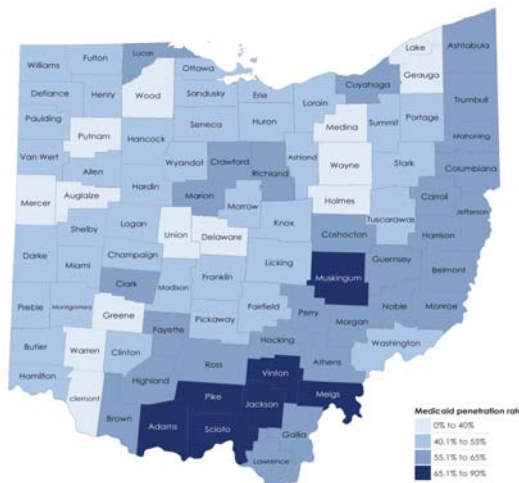 Lake
Ashtabula
Lucas
Fulton
Williams
Ottawa
Geauga
Cuyahoga
Wood
Defiance
Henry
Sandusky
Erie
Lorain
Trumbull
Paulding
Huron
Medina
Summit
Portage
Putnam
Seneca
Mahoning
Hancock
Van Wert
Wyandot
Crawford
Richland
Ashland
Wayne
Stark
Columbiana
Allen
Hardin
Mercer
Auglaize
Marion
Morrow
Holmes
Carroll
Tuscarawas
Jefferson
Shelby
Logan
Union
Delaware
Knox
Coshocton
Harrison
Darke
Champaign
Licking
Guernsey
Belmont
Miami
Franklin
Muskingum
Clark
Madison
Preble
Montgomery
Fairfield
Perry
Noble
Monroe
Greene
Pickaway
Morgan
Fayette
Hocking
Butler
Warren
Clinton
Washington
Ross
Athens
Hamilton
Vinton
Highland
clemont
Pike
Meigs
Jackson
Brown
Adams
Scioto
Gallia
Lawrence
Medicaid penetration rate
0% to 40%
40.1% to 55%
55.1% to 65%
65.1% to 90%